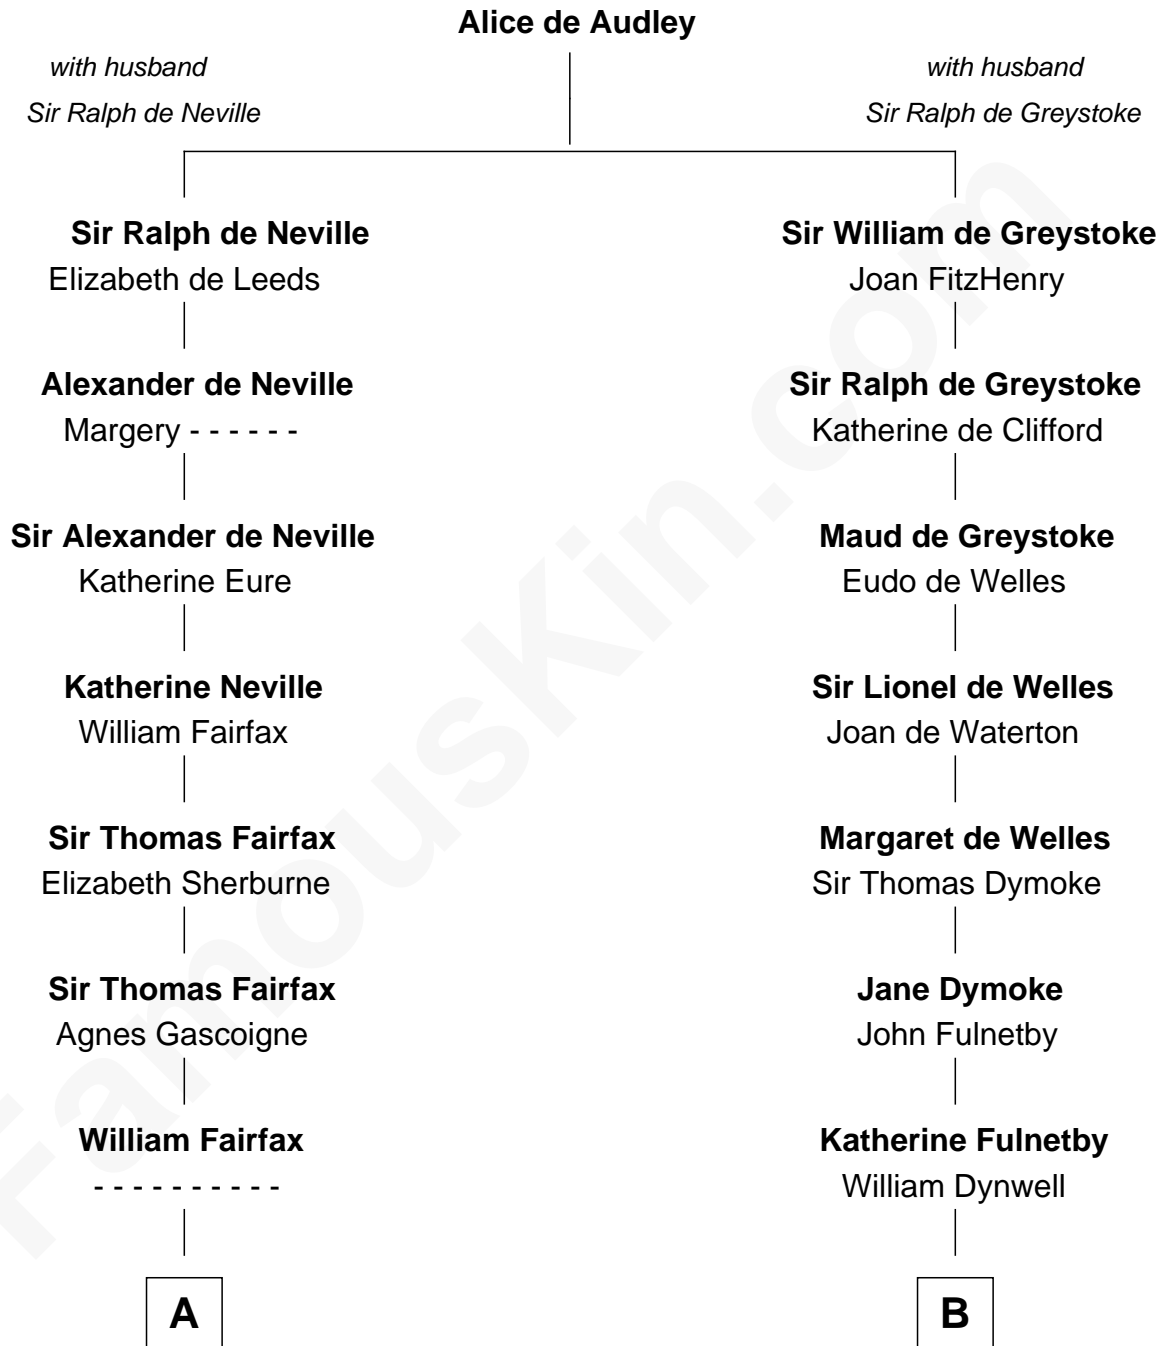 Alice de Audley
with husband
Sir Ralph de Neville
with husband
Sir Ralph de Greystoke
Sir Ralph de Neville
Elizabeth de Leeds
Sir William de Greystoke
Joan FitzHenry
Alexander de Neville
Margery - - - - - -
Sir Ralph de Greystoke
Katherine de Clifford
Sir Alexander de Neville
Katherine Eure
Maud de Greystoke
Eudo de Welles
Katherine Neville
William Fairfax
Sir Lionel de Welles
Joan de Waterton
Sir Thomas Fairfax
Elizabeth Sherburne
Margaret de Welles
Sir Thomas Dymoke
Sir Thomas Fairfax
Agnes Gascoigne
Jane Dymoke
John Fulnetby
William Fairfax
- - - - - - - - - -
Katherine Fulnetby
William Dynwell
A
B
FamousKin.com